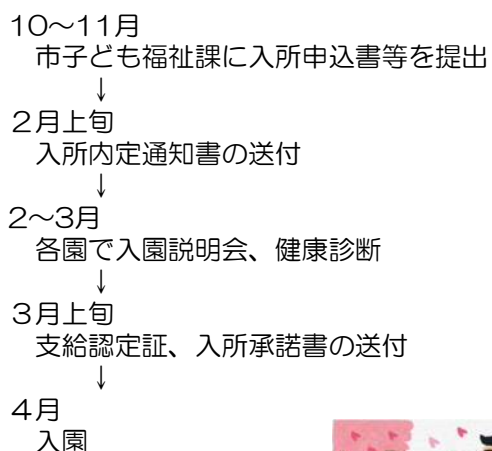 10～11月
市子ども福祉課に入所申込書等を提出
↓
２月上旬
入所内定通知書の送付
↓
2～3月
各園で入園説明会、健康診断
↓
３月上旬
支給認定証、入所承諾書の送付
↓
４月
入園